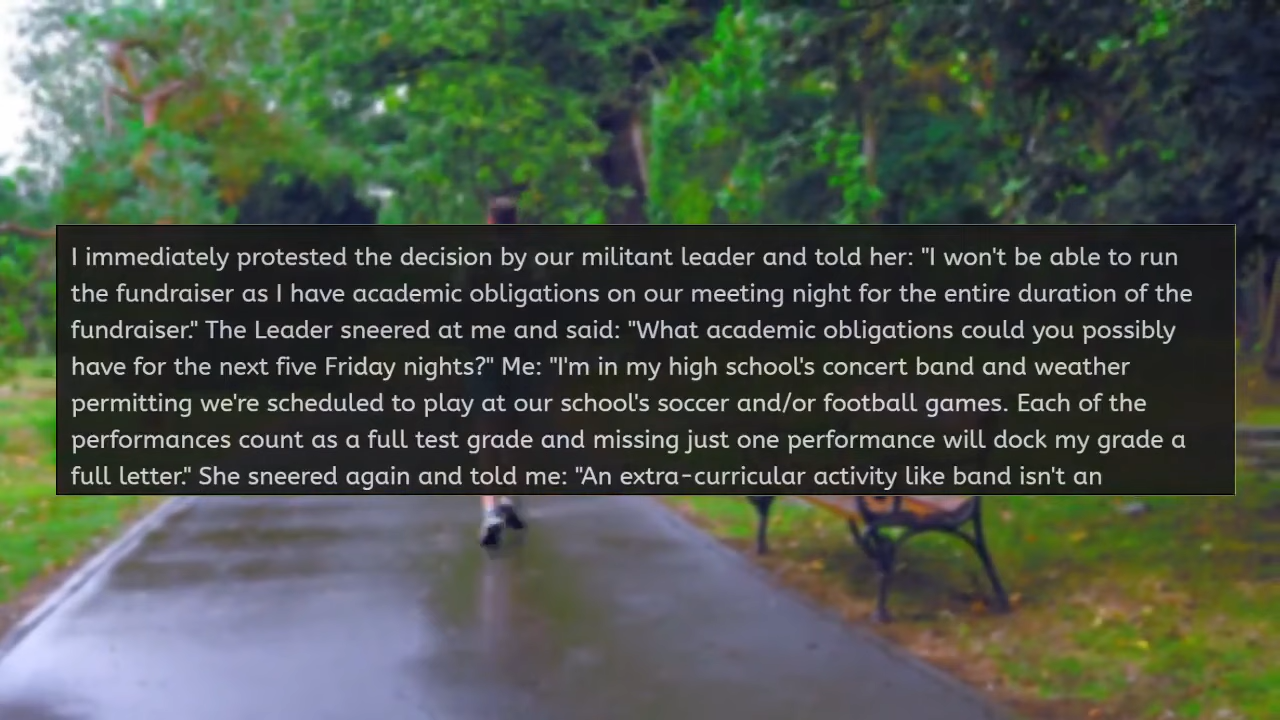 I immediately protested the decision by our militant leader and told her: "I won't be able to run
the fundraiser as I have academic obligations on our meeting night for the entire duration of the
fundraiser." The Leader sneered at me and said: "What academic obligations could you possibly
have for the next five Friday nights?" Me: "I'm in my high school's concert band and weather
permitting we're scheduled to play at our school's soccer and/or football games. Each of the
performances count as a full test grade and missing just one performance will dock my grade a
full letter." She sneered again and told me: "An extra-curricular activity like band isn't an